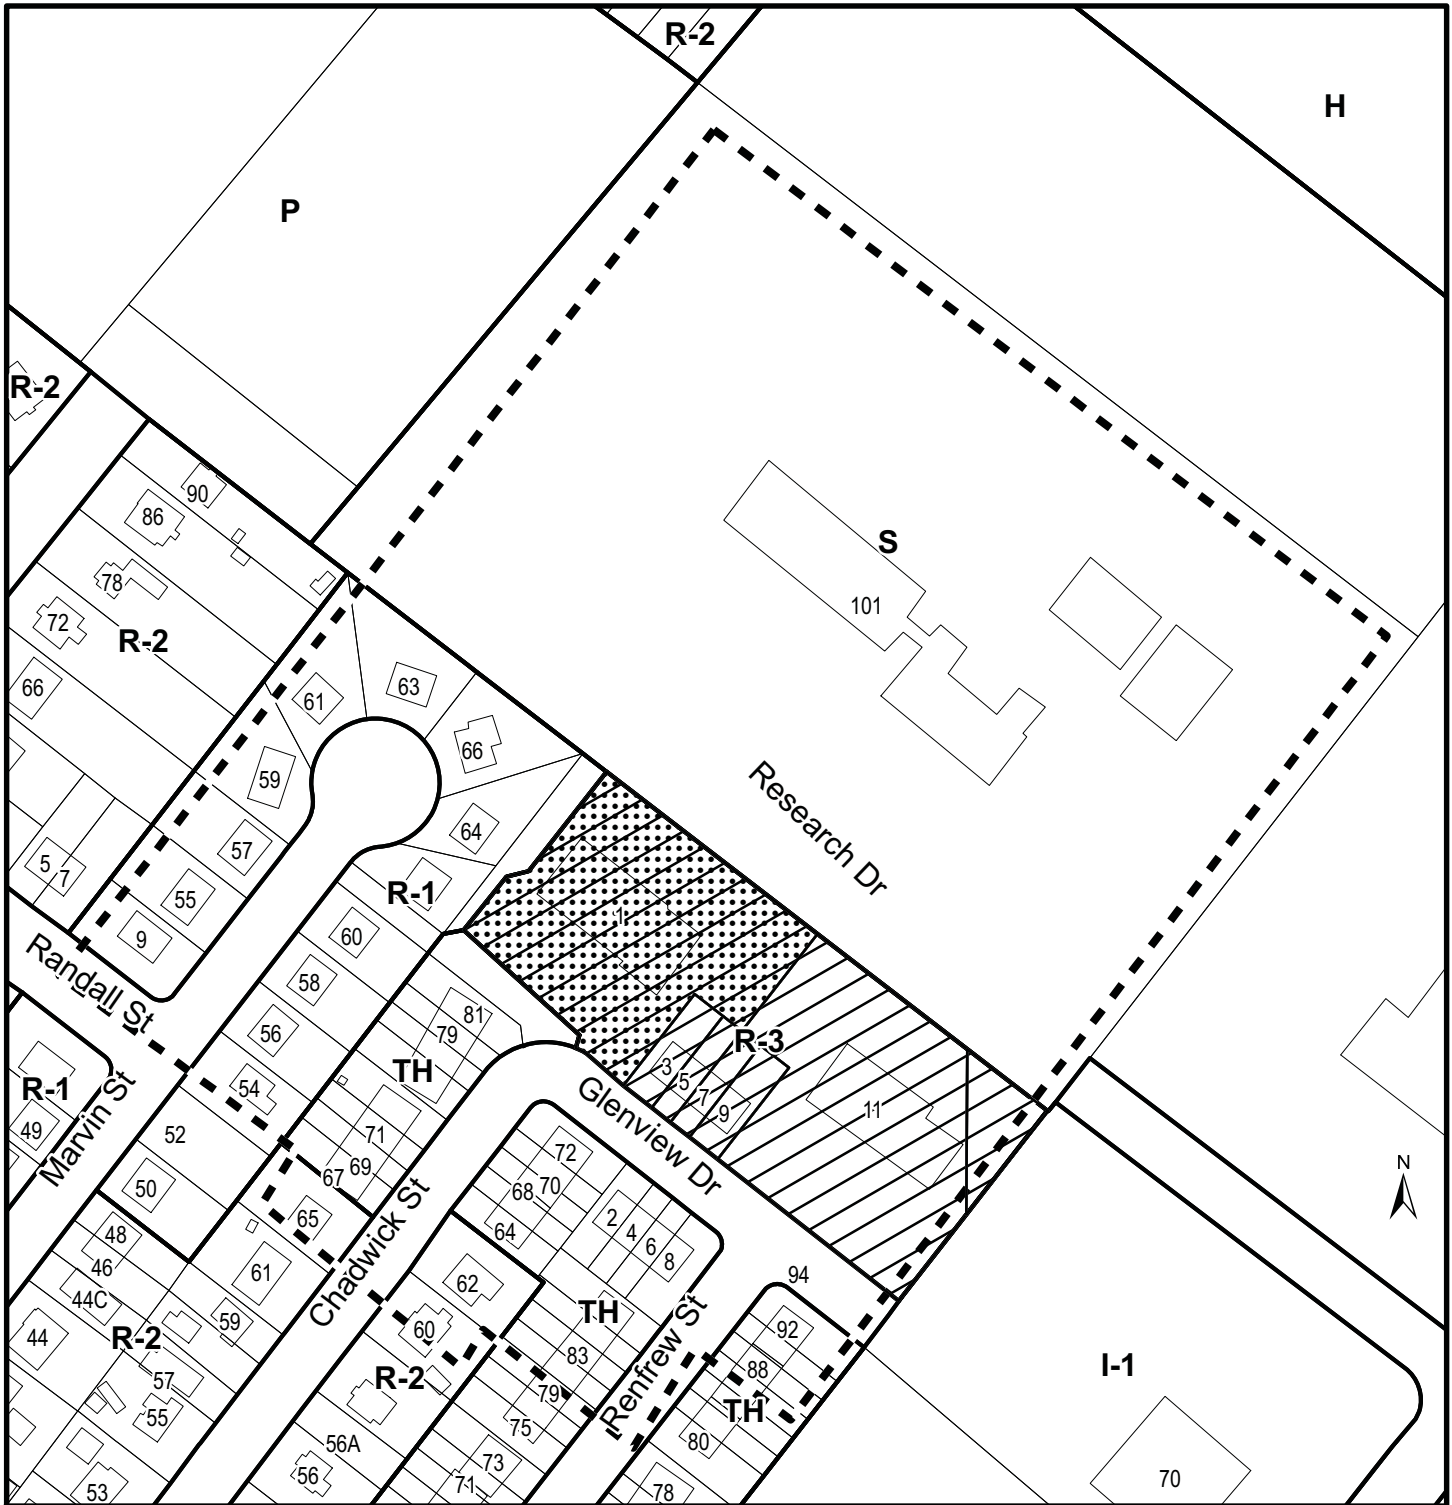 R-2
H
P
R-2
90
86
S
78
101
72
R-2
66
63
61
66
59
Research Dr
64
57
5
7
55
R-1
1
9
60
Randall St
58
81
79
56
R-3
TH
3
5
7
9
11
54
R-1
49
Marvin St
Glenview Dr
52
71
69
67
72
70
68
50
65
64
2
4
6
8
N
48
46
61
Chadwick St
62
94
44C
59
TH
92
44
R-2
60
83
Renfrew St
88
I-1
57
R-2
79
55
75
TH
80
56A
56
73
71
53
78
70